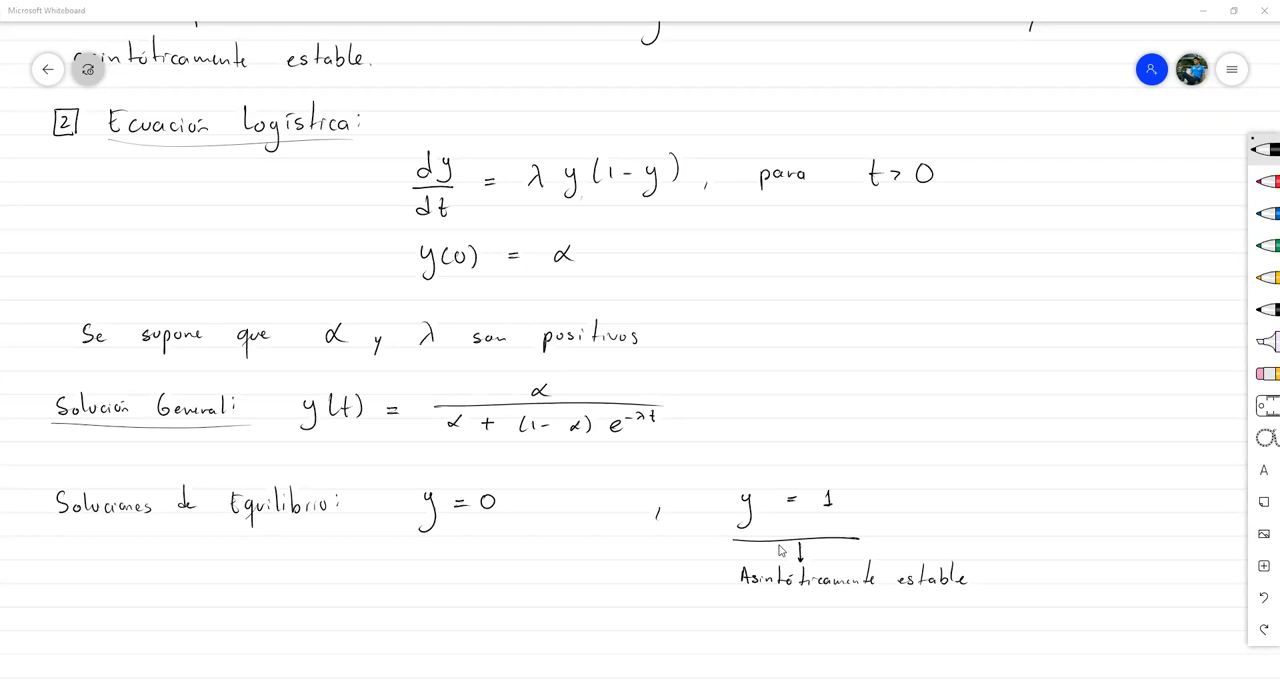 Microsoft Whiteboard
asintóticamente estable.
2 Ecuación Logística:
dy/dt = λ y (1 - y), para t > 0
y(0) = α
Se supone que α y λ son positivos
Solución General: y(t) = α / (α + (1 - α) e^{-λt})
Soluciones de Equilibrio: y = 0 , y = 1
Asintóticamente estable
A